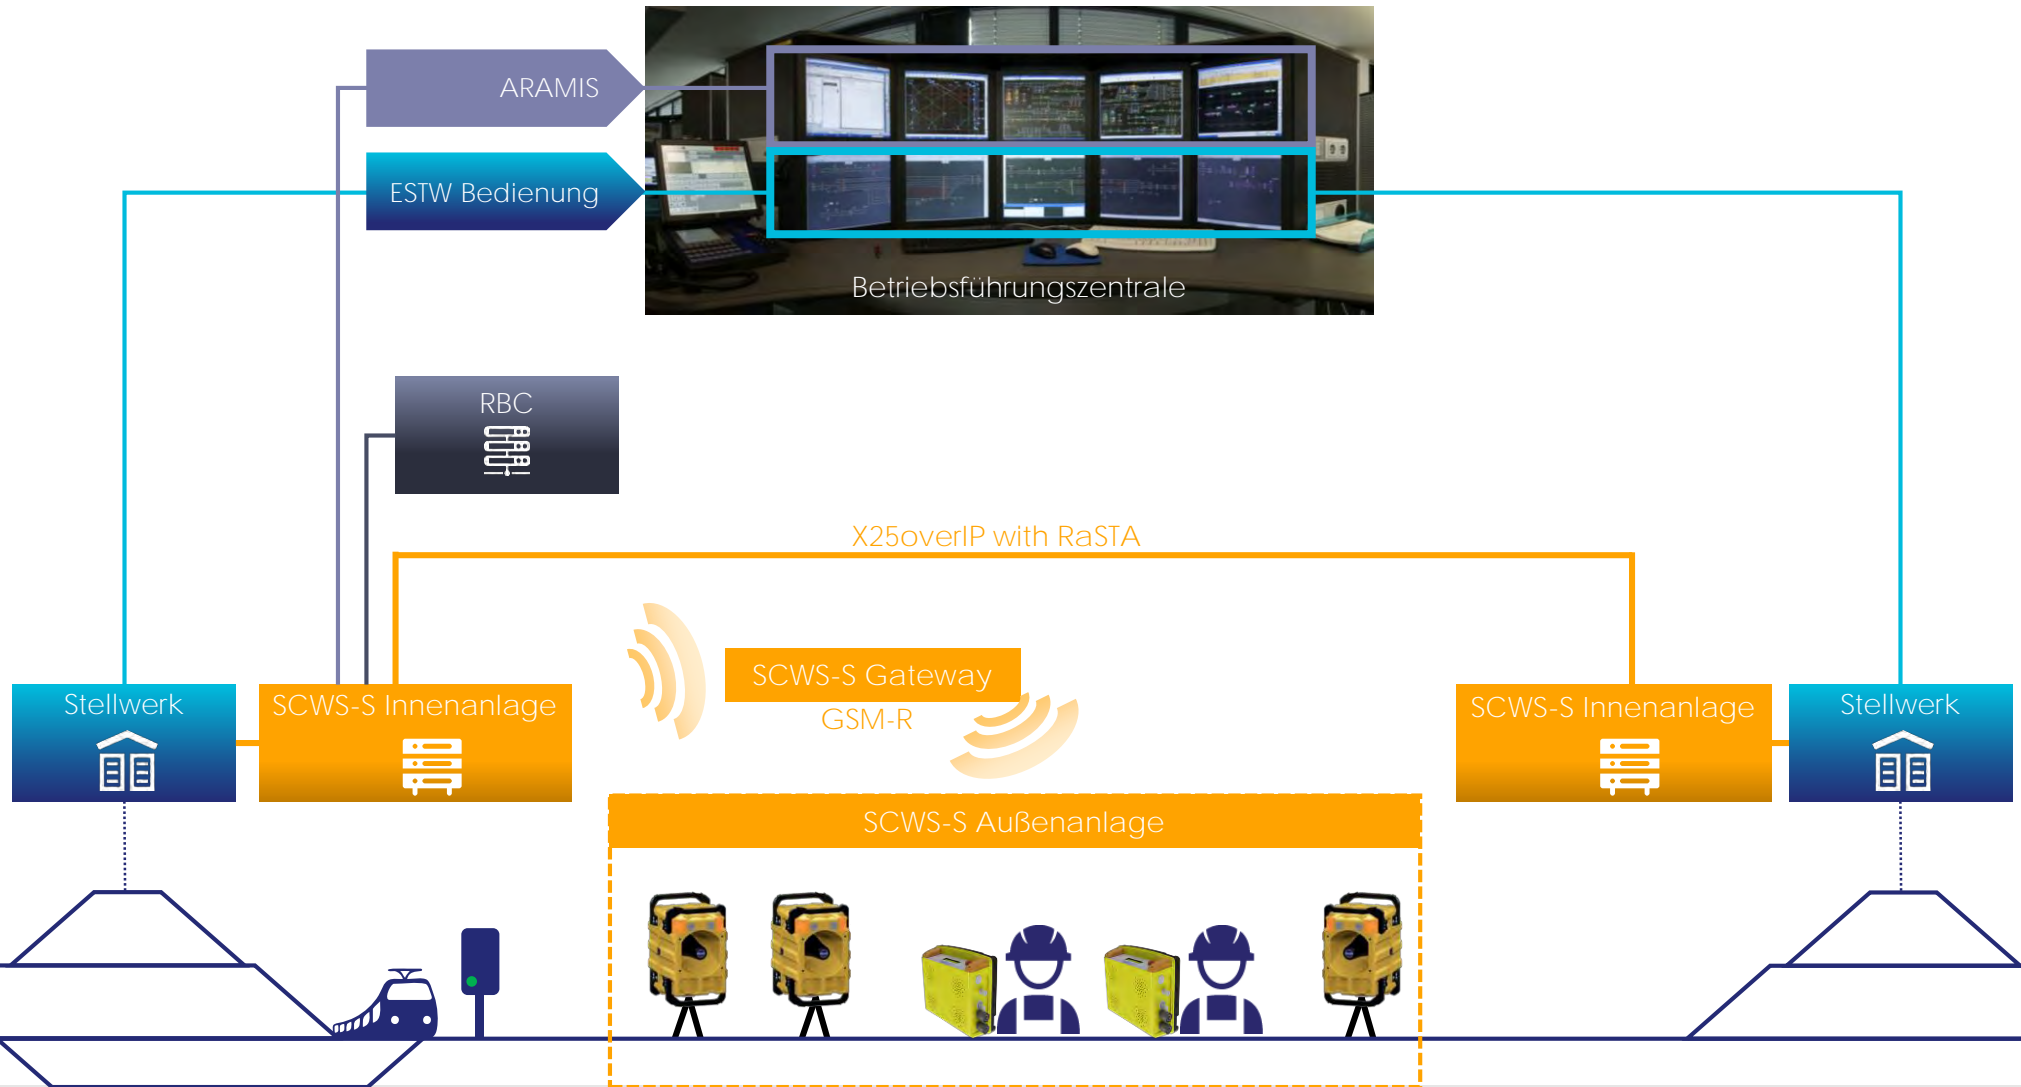 ARAMIS
ESTW Bedienung
Betriebsführungszentrale
RBC
X25overIP with RaSTA
SCWS-S Gateway
GSM-R
Stellwerk
SCWS-S Innenanlage
SCWS-S Innenanlage
Stellwerk
SCWS-S Außenanlage